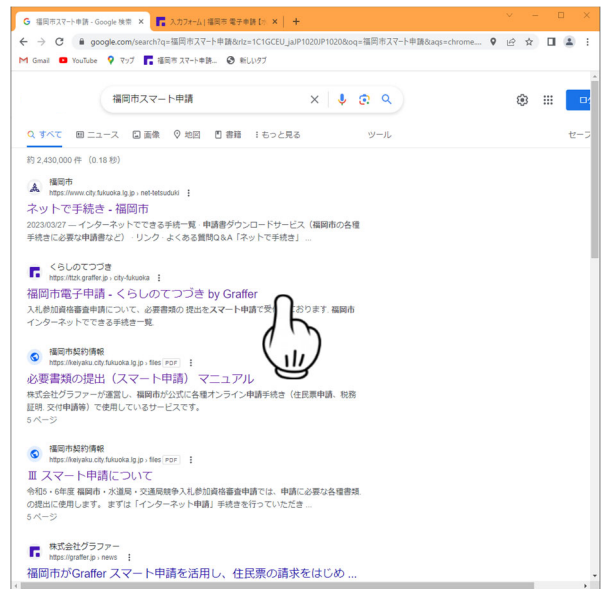 福岡市スマート申請 - Google 検索
入力フォーム | 福岡市 電子申請【
google.com/search?q=福岡市スマート申請&rlz=1C1GCEU_jaJP1020JP1020&oq=福岡市スマート申請&aqs=chrome...
Gmail YouTube マップ 福岡市 スマート申請... 新しいタブ
福岡市スマート申請
すべて ニュース 画像 地図 書籍 もっと見る ツール セーフ
約 2,430,000 件 (0.18 秒)
福岡市
https://www.city.fukuoka.lg.jp › net-tetsuduki
ネットで手続き - 福岡市
2023/03/27 — インターネットでできる手続一覧 · 申請書ダウンロードサービス（福岡市の各種
手続きに必要な申請書など） · リンク · よくある質問Q&A「ネットで手続き」 ...
くらしのてつづき
https://ttzk.graffer.jp › city-fukuoka
福岡市電子申請 - くらしのてつづき by Graffer
入札参加資格審査申請について、必要書類の 提出をスマート申請で受 おります. 福岡市
インターネットでできる手続き一覧.
福岡市契約情報
https://keiyaku.city.fukuoka.lg.jp › files PDF
必要書類の提出（スマート申請） マニュアル
株式会社グラファーが運営し、福岡市が公式に各種オンライン申請手続き（住民票申請、税務
証明. 交付申請等）で使用しているサービスです。
5 ページ
福岡市契約情報
https://keiyaku.city.fukuoka.lg.jp › files PDF
Ⅲ スマート申請について
令和5・6年度 福岡市・水道局・交通局競争入札参加資格審査申請では、申請に必要な各種書類.
の提出に使用します。 まずは「インターネット申請」手続きを行っていただき ...
5 ページ
株式会社グラファー
https://graffer.jp › news
福岡市がGraffer スマート申請を活用し、住民票の請求をはじめ ...